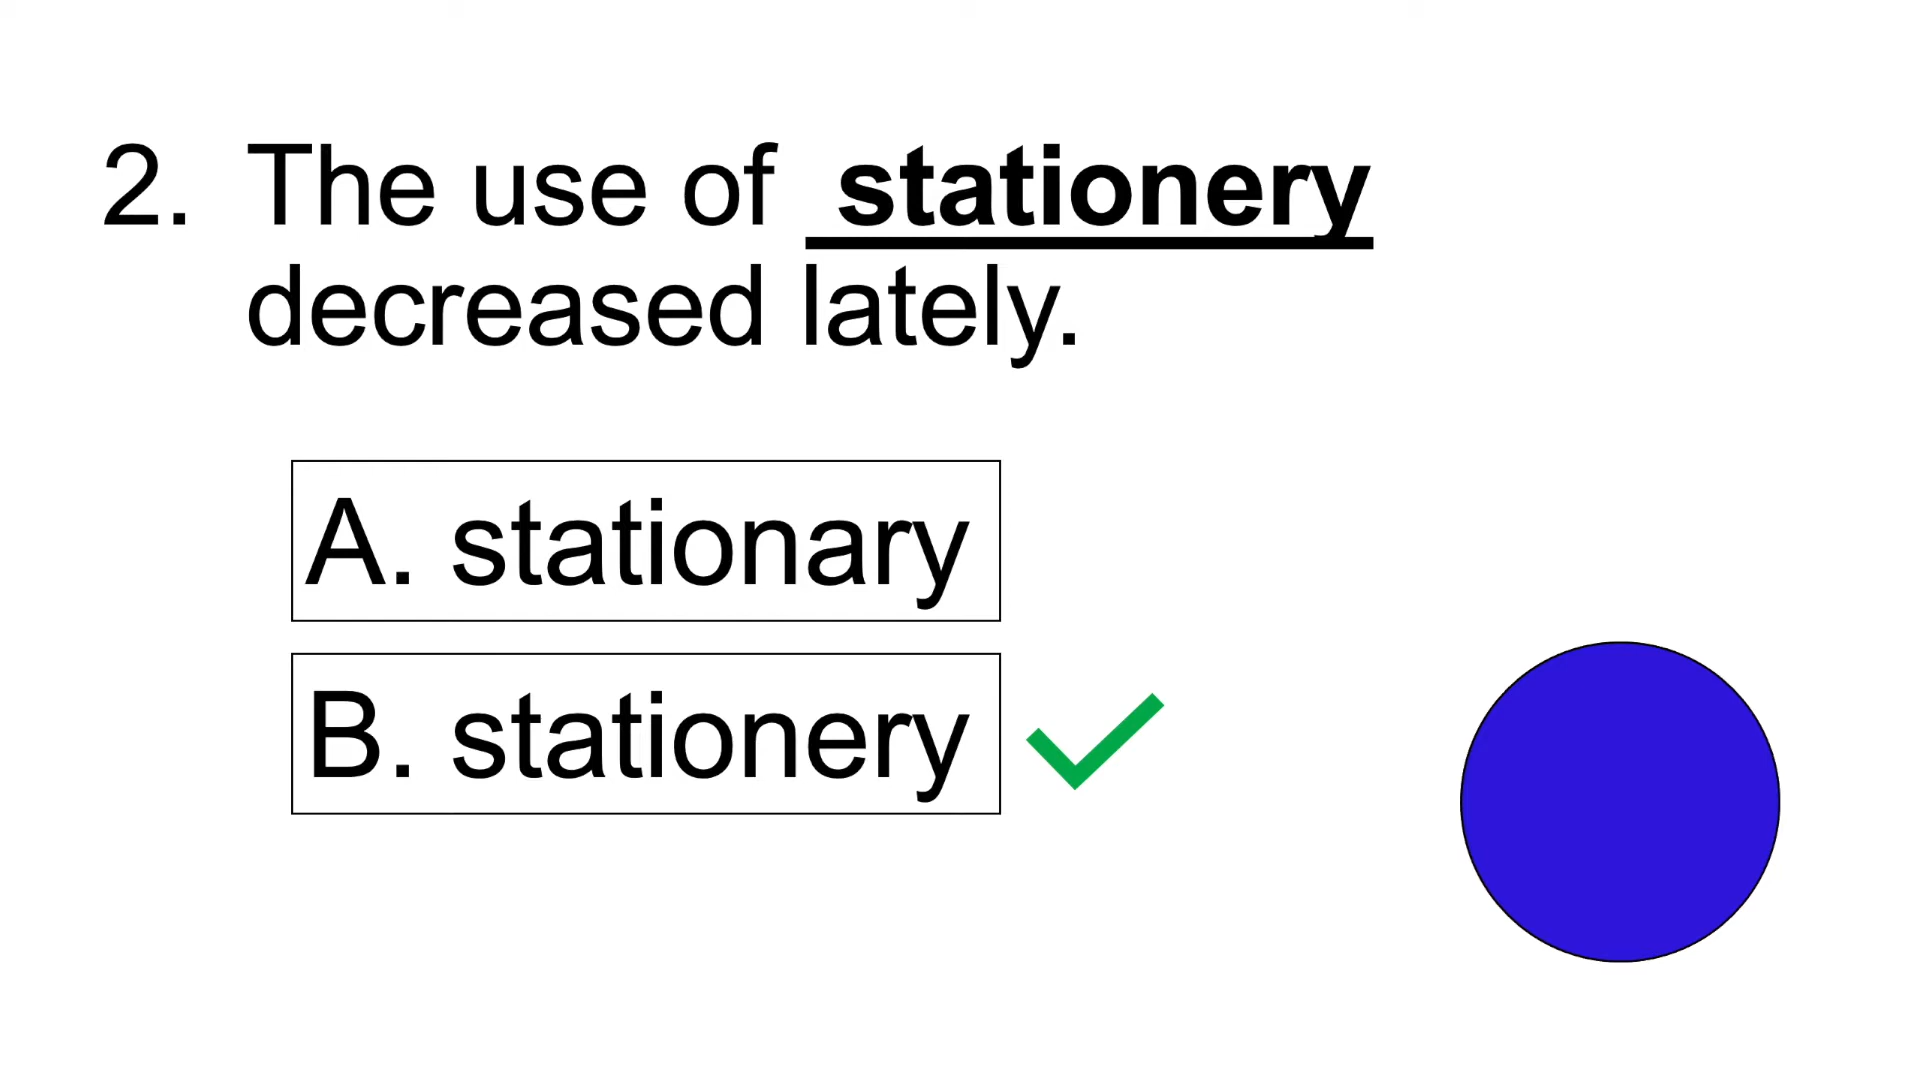 2. The use of stationery
decreased lately.
A. stationary
B. stationery